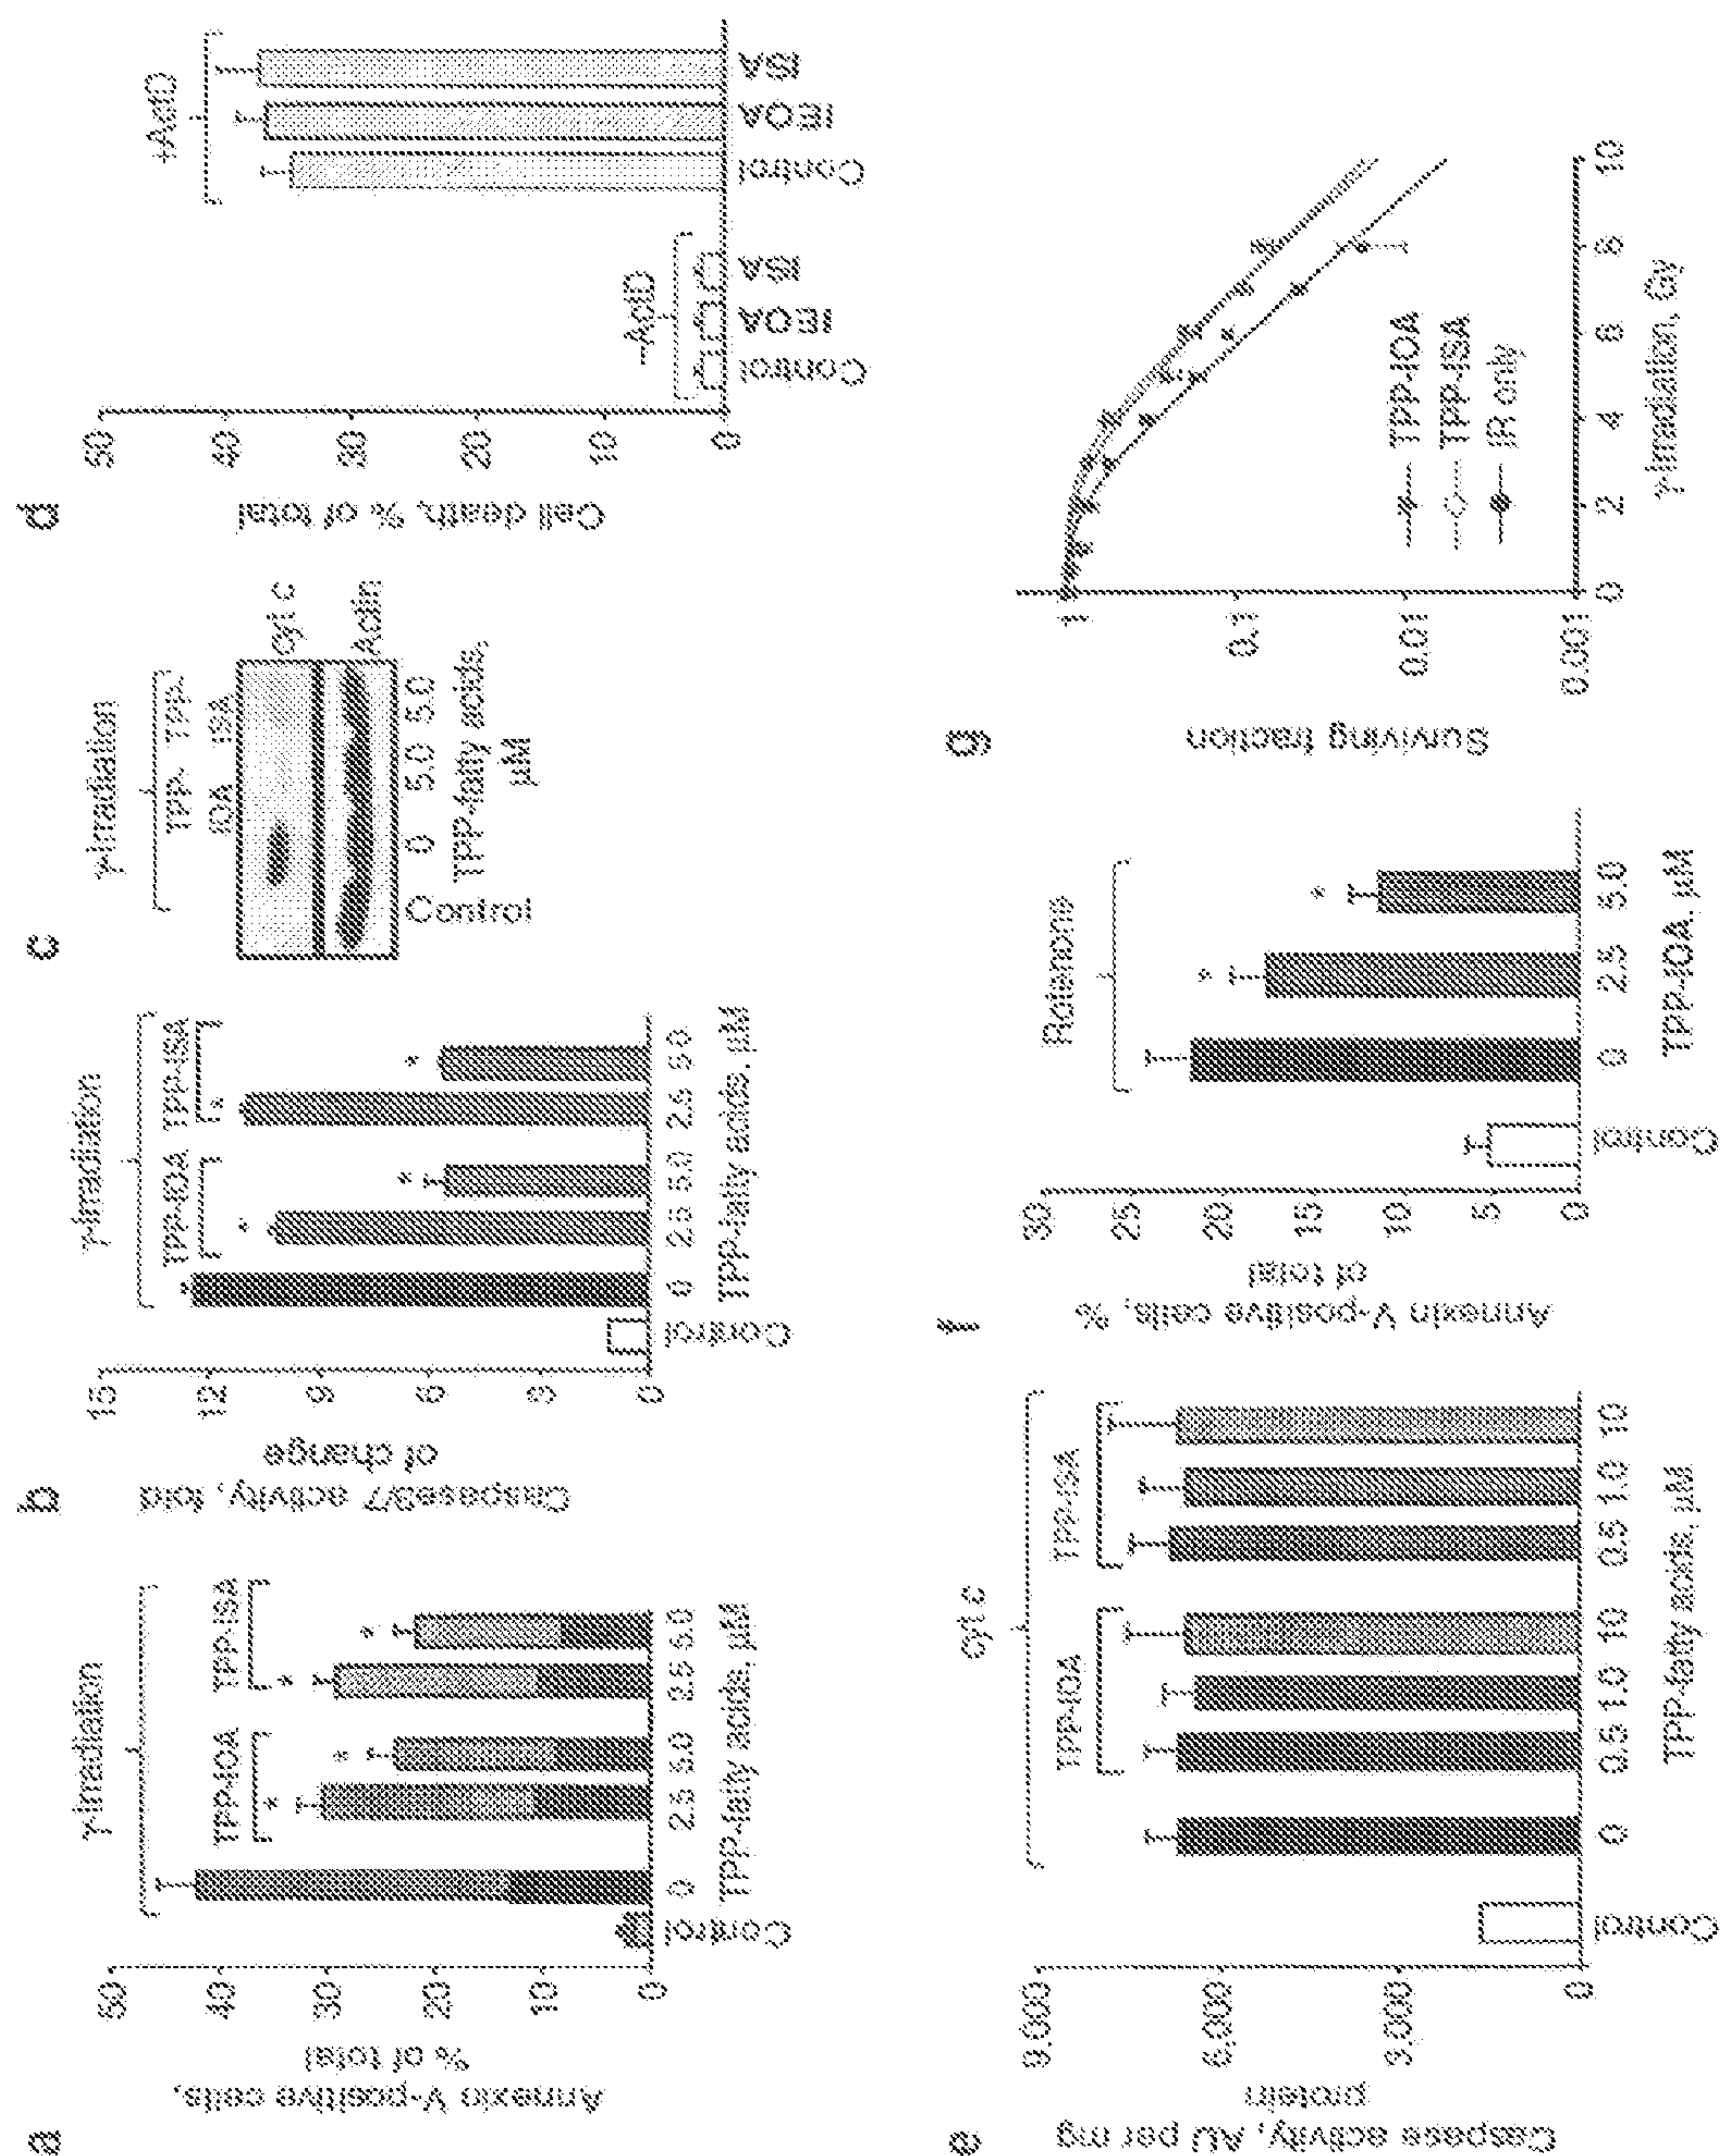 a
Annexin V-positive cells,
% of total
50
40
30
20
10
0
γ-Irradiation
TPP-IOA
TPP-ISA
Control
0
2.5 5.0
2.5 5.0
TPP-fatty acids, µM
b
Caspase3/7 activity, fold
of change
15
12
9
6
3
0
γ-Irradiation
TPP-IOA
TPP-ISA
*
*
*
*
*
Control
0
2.5 5.0
2.5 5.0
TPP-fatty acids, µM
c
γ-Irradiation
TPP- TPP-
IOA ISA
cyt c
Actin
Control
0 5.0 5.0
TPP-fatty acids,
µM
d
Cell death, % of total
50
40
30
20
10
0
-ActD
+ActD
Control
IEOA
ISA
Control
IEOA
ISA
e
Caspase activity, AU per mg
protein
9,000
6,000
3,000
0
cyt c
TPP-IOA
TPP-ISA
Control
0
0.5 1.0 10
0.5 1.0 10
TPP-fatty acids, µM
f
Annexin V-positive cells, %
of total
30
25
20
15
10
5
0
Rotenone
*
*
Control
0 2.5 5.0
TPP-IOA, µM
g
Surviving fraction
1
0.1
0.01
0.001
TPP-IOA
TPP-ISA
IR only
0 2 4 6 8 10
γ-Irradiation, Gy